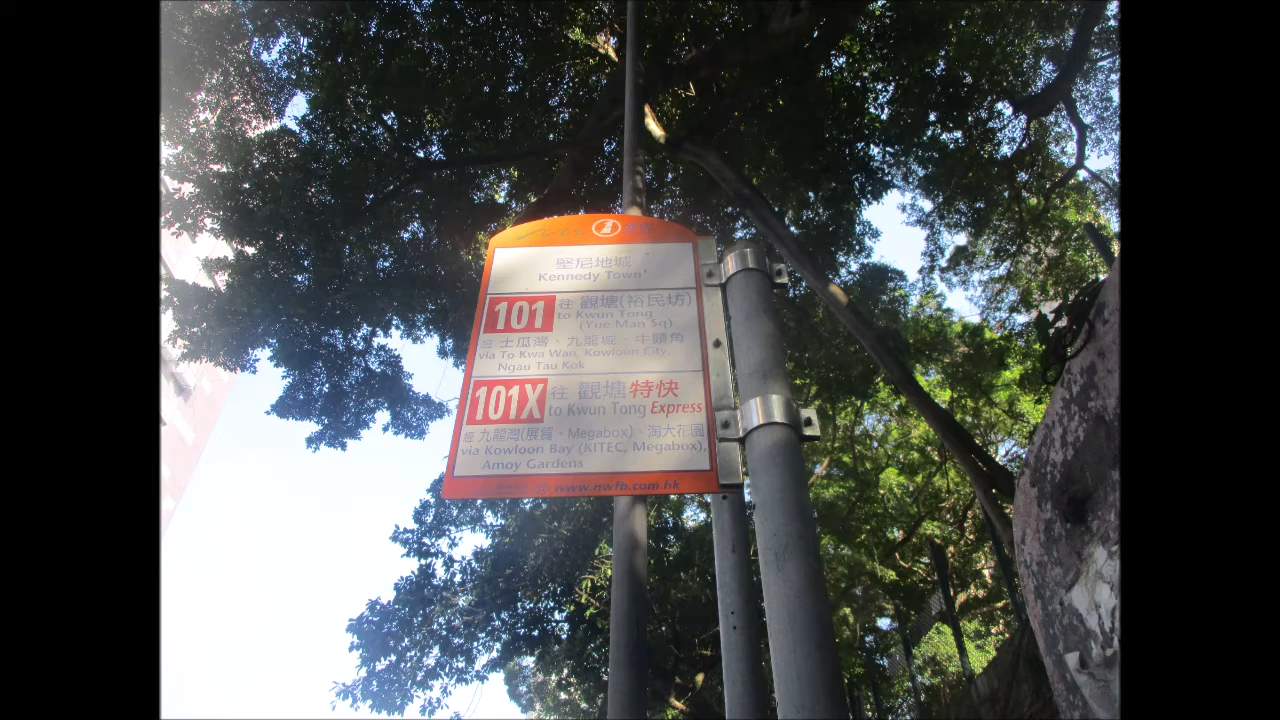 堅尼地城
Kennedy Town
101 往 觀塘(裕民坊)
to Kwun Tong
(Yue Man Sq)
經 土瓜灣、九龍城、牛頭角
via To Kwa Wan, Kowloon City,
Ngau Tau Kok
101X 往 觀塘特快
to Kwun Tong Express
經 九龍灣(展貿、Megabox)、淘大花園
via Kowloon Bay (KITEC, Megabox),
Amoy Gardens
www.nwfb.com.hk